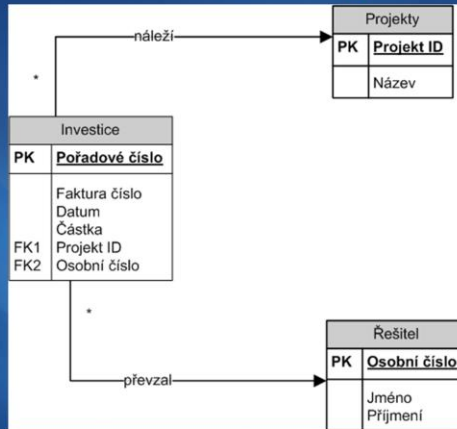 náleží
Projekty
PK Projekt ID
Název
*
Investice
PK Pořadové číslo
Faktura číslo
Datum
Částka
FK1 Projekt ID
FK2 Osobní číslo
*
převzal
Řešitel
PK Osobní číslo
Jméno
Příjmení